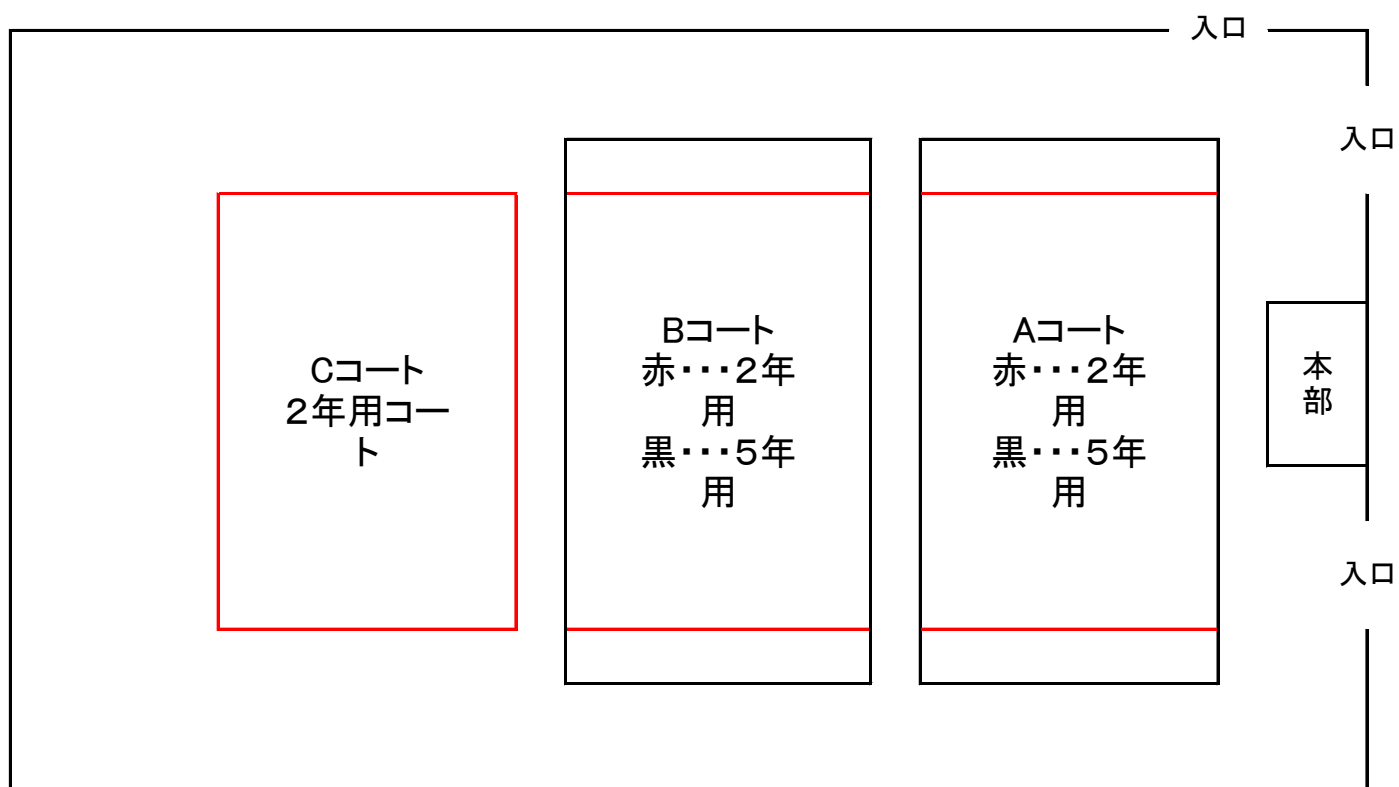 入口
入口
Cコート
２年用コー
ト
Bコート
赤・・・２年
用
黒・・・５年
用
Aコート
赤・・・２年
用
黒・・・５年
用
本
部
入口